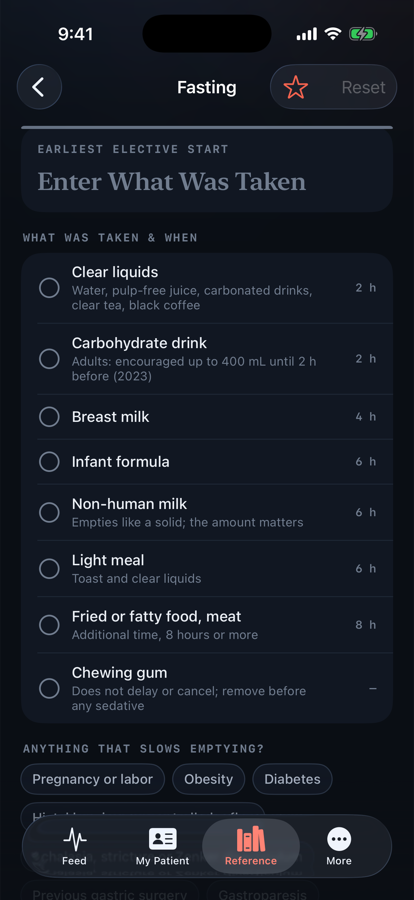 9:41
Fasting
Reset
EARLIEST ELECTIVE START
Enter What Was Taken
WHAT WAS TAKEN & WHEN
Clear liquids
Water, pulp-free juice, carbonated drinks,
clear tea, black coffee
2 h
Carbohydrate drink
Adults: encouraged up to 400 mL until 2 h
before (2023)
2 h
Breast milk
4 h
Infant formula
6 h
Non-human milk
Empties like a solid; the amount matters
6 h
Light meal
Toast and clear liquids
6 h
Fried or fatty food, meat
Additional time, 8 hours or more
8 h
Chewing gum
Does not delay or cancel; remove before
any sedative
–
ANYTHING THAT SLOWS EMPTYING?
Pregnancy or labor
Obesity
Diabetes
Feed
My Patient
Reference
More
Previous gastric surgery
Gastroparesis